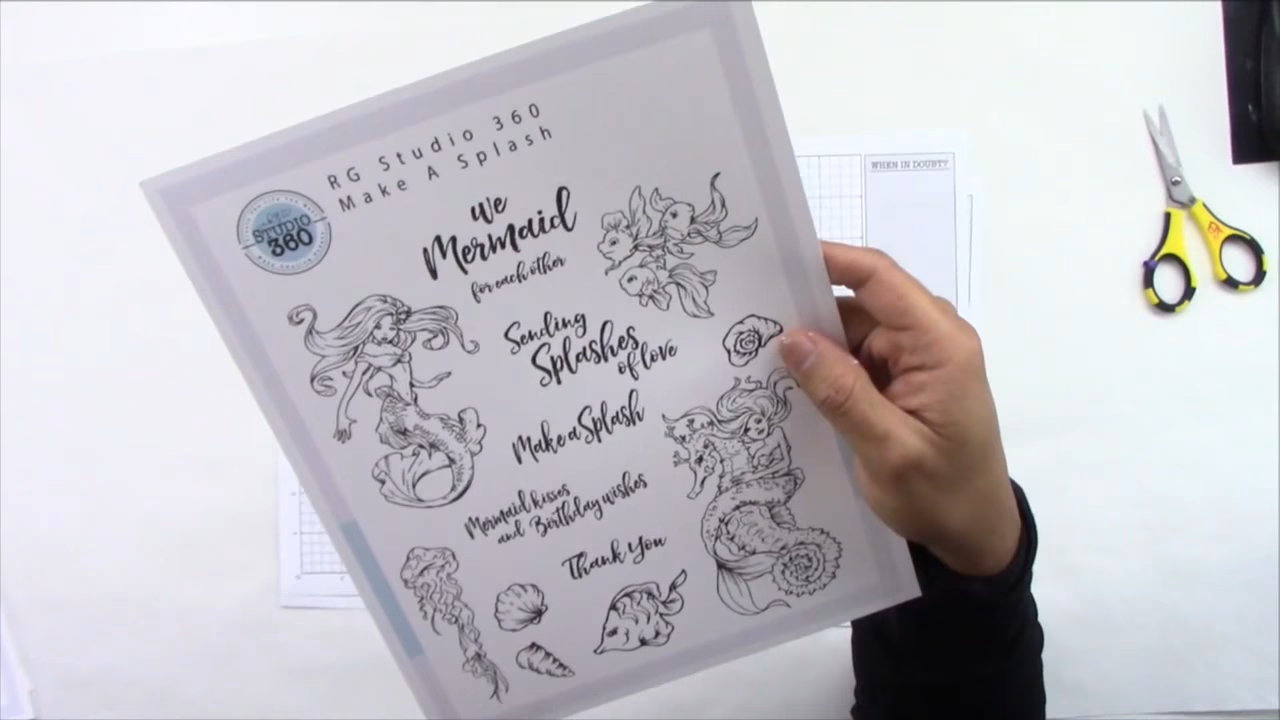 RG Studio 360
Make A Splash
STUDIO
360
we
Mermaid
for each other
Sending
Splashes
of love
Make a Splash
Mermaid kisses
and Birthday wishes
Thank You
WHEN IN DOUBT?